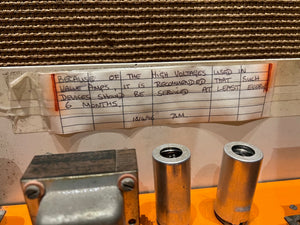 BECAUSE OF THE HIGH VOLTAGES USED IN
VALVE AMPS IT IS RECOMMENDED THAT SUCH
DEVICES SHOULD BE SERVICED AT LEAST EVERY
6 MONTHS.